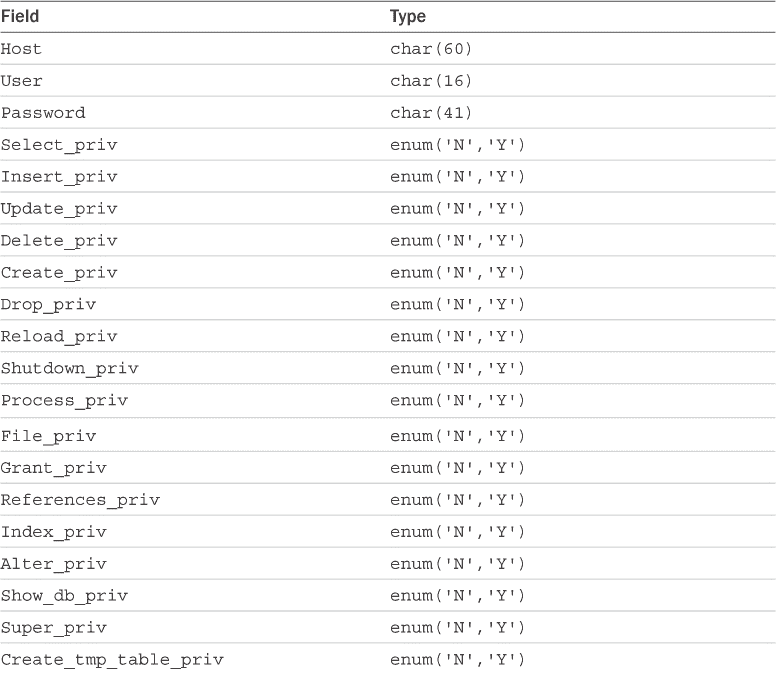 Field Type
Host char(60)
User char(16)
Password char(41)
Select_priv enum('N','Y')
Insert_priv enum('N','Y')
Update_priv enum('N','Y')
Delete_priv enum('N','Y')
Create_priv enum('N','Y')
Drop_priv enum('N','Y')
Reload_priv enum('N','Y')
Shutdown_priv enum('N','Y')
Process_priv enum('N','Y')
File_priv enum('N','Y')
Grant_priv enum('N','Y')
References_priv enum('N','Y')
Index_priv enum('N','Y')
Alter_priv enum('N','Y')
Show_db_priv enum('N','Y')
Super_priv enum('N','Y')
Create_tmp_table_priv enum('N','Y')